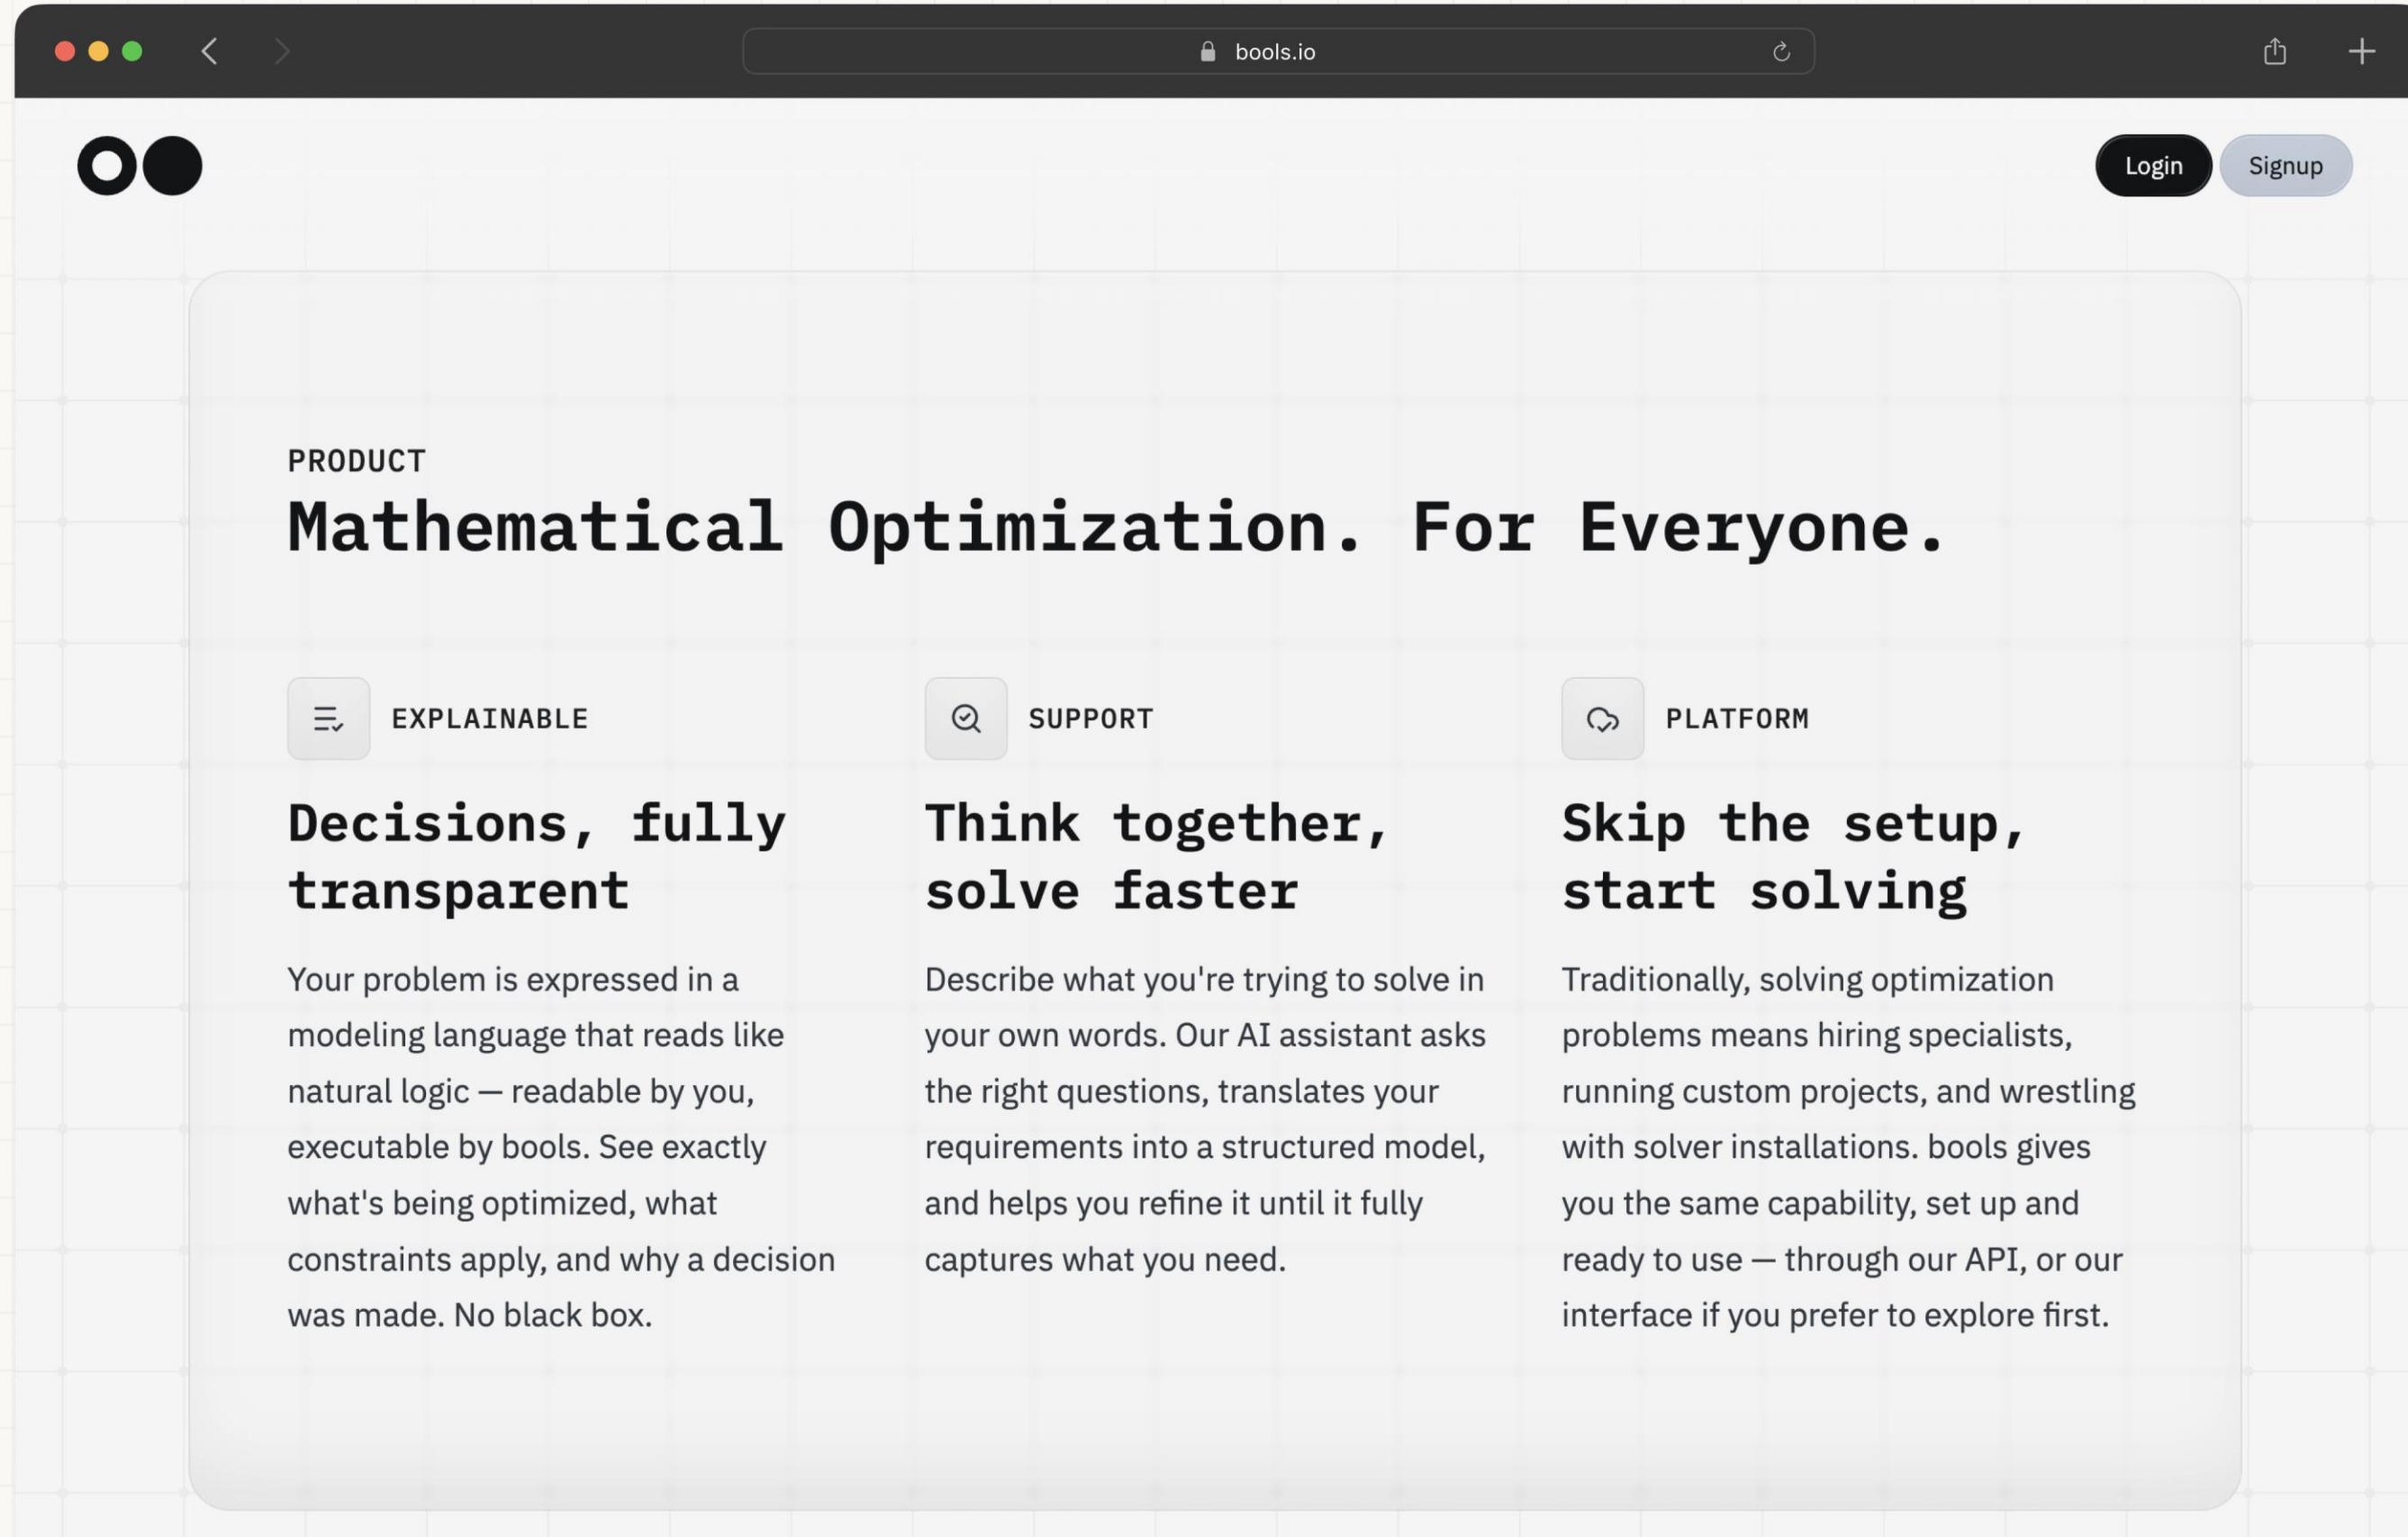 bools.io
Login
Signup
PRODUCT
Mathematical Optimization. For Everyone.
EXPLAINABLE
Decisions, fully
transparent
Your problem is expressed in a
modeling language that reads like
natural logic — readable by you,
executable by bools. See exactly
what's being optimized, what
constraints apply, and why a decision
was made. No black box.
SUPPORT
Think together,
solve faster
Describe what you're trying to solve in
your own words. Our AI assistant asks
the right questions, translates your
requirements into a structured model,
and helps you refine it until it fully
captures what you need.
PLATFORM
Skip the setup,
start solving
Traditionally, solving optimization
problems means hiring specialists,
running custom projects, and wrestling
with solver installations. bools gives
you the same capability, set up and
ready to use — through our API, or our
interface if you prefer to explore first.